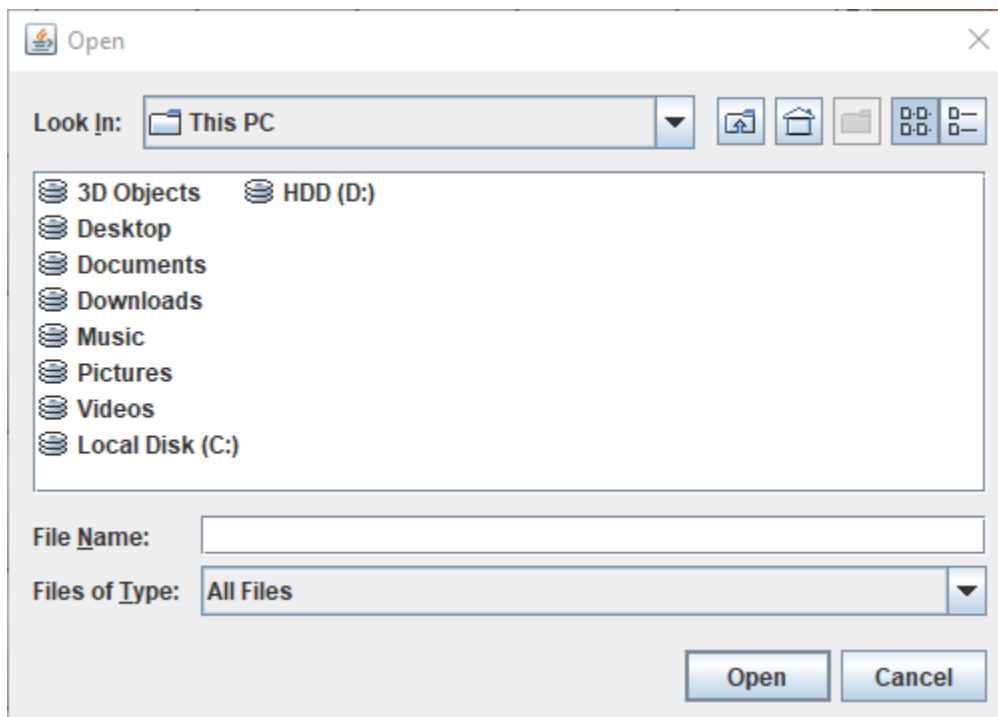 Open
Look In: This PC
3D Objects HDD (D:)
Desktop
Documents
Downloads
Music
Pictures
Videos
Local Disk (C:)
File Name:
Files of Type: All Files
Open Cancel